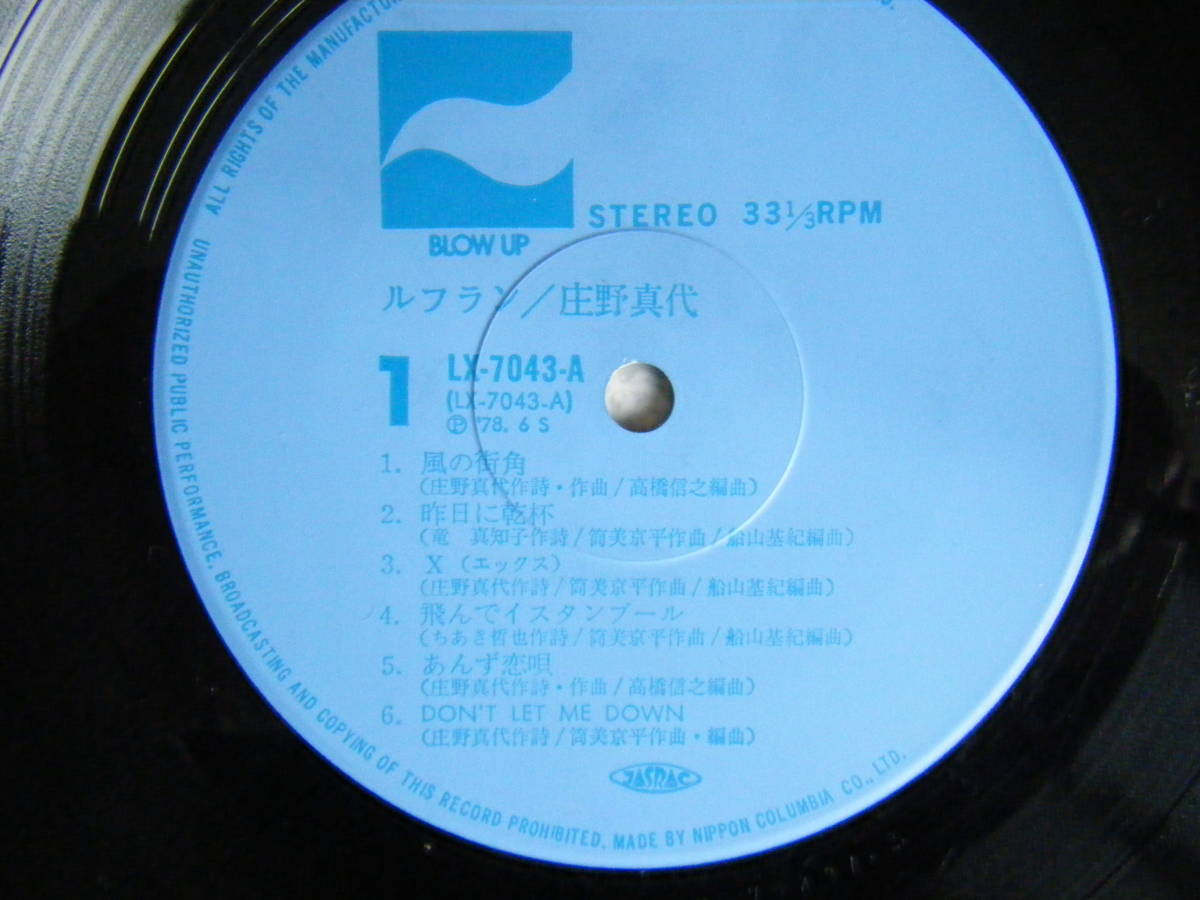 BLOW UP
STEREO 33 1/3 RPM
ルフラン/庄野真代
1
LX-7043-A
(LX-7043-A)
Ⓟ '78. 6 S
1. 風の街角
(庄野真代作詩・作曲/高橋信之編曲)
2. 昨日に乾杯
(竜 真知子作詩/筒美京平作曲/船山基紀編曲)
3. X (エックス)
(庄野真代作詩/筒美京平作曲/船山基紀編曲)
4. 飛んでイスタンブール
(ちあき哲也作詩/筒美京平作曲/船山基紀編曲)
5. あんず恋唄
(庄野真代作詩・作曲/高橋信之編曲)
6. DON'T LET ME DOWN
(庄野真代作詩/筒美京平作曲・編曲)
JASRAC
ALL RIGHTS OF THE MANUFACTUR
UNAUTHORIZED PUBLIC PERFORMANCE, BROADCASTING AND COPYING OF THIS RECORD PROHIBITED. MADE BY NIPPON COLUMBIA CO., LTD.